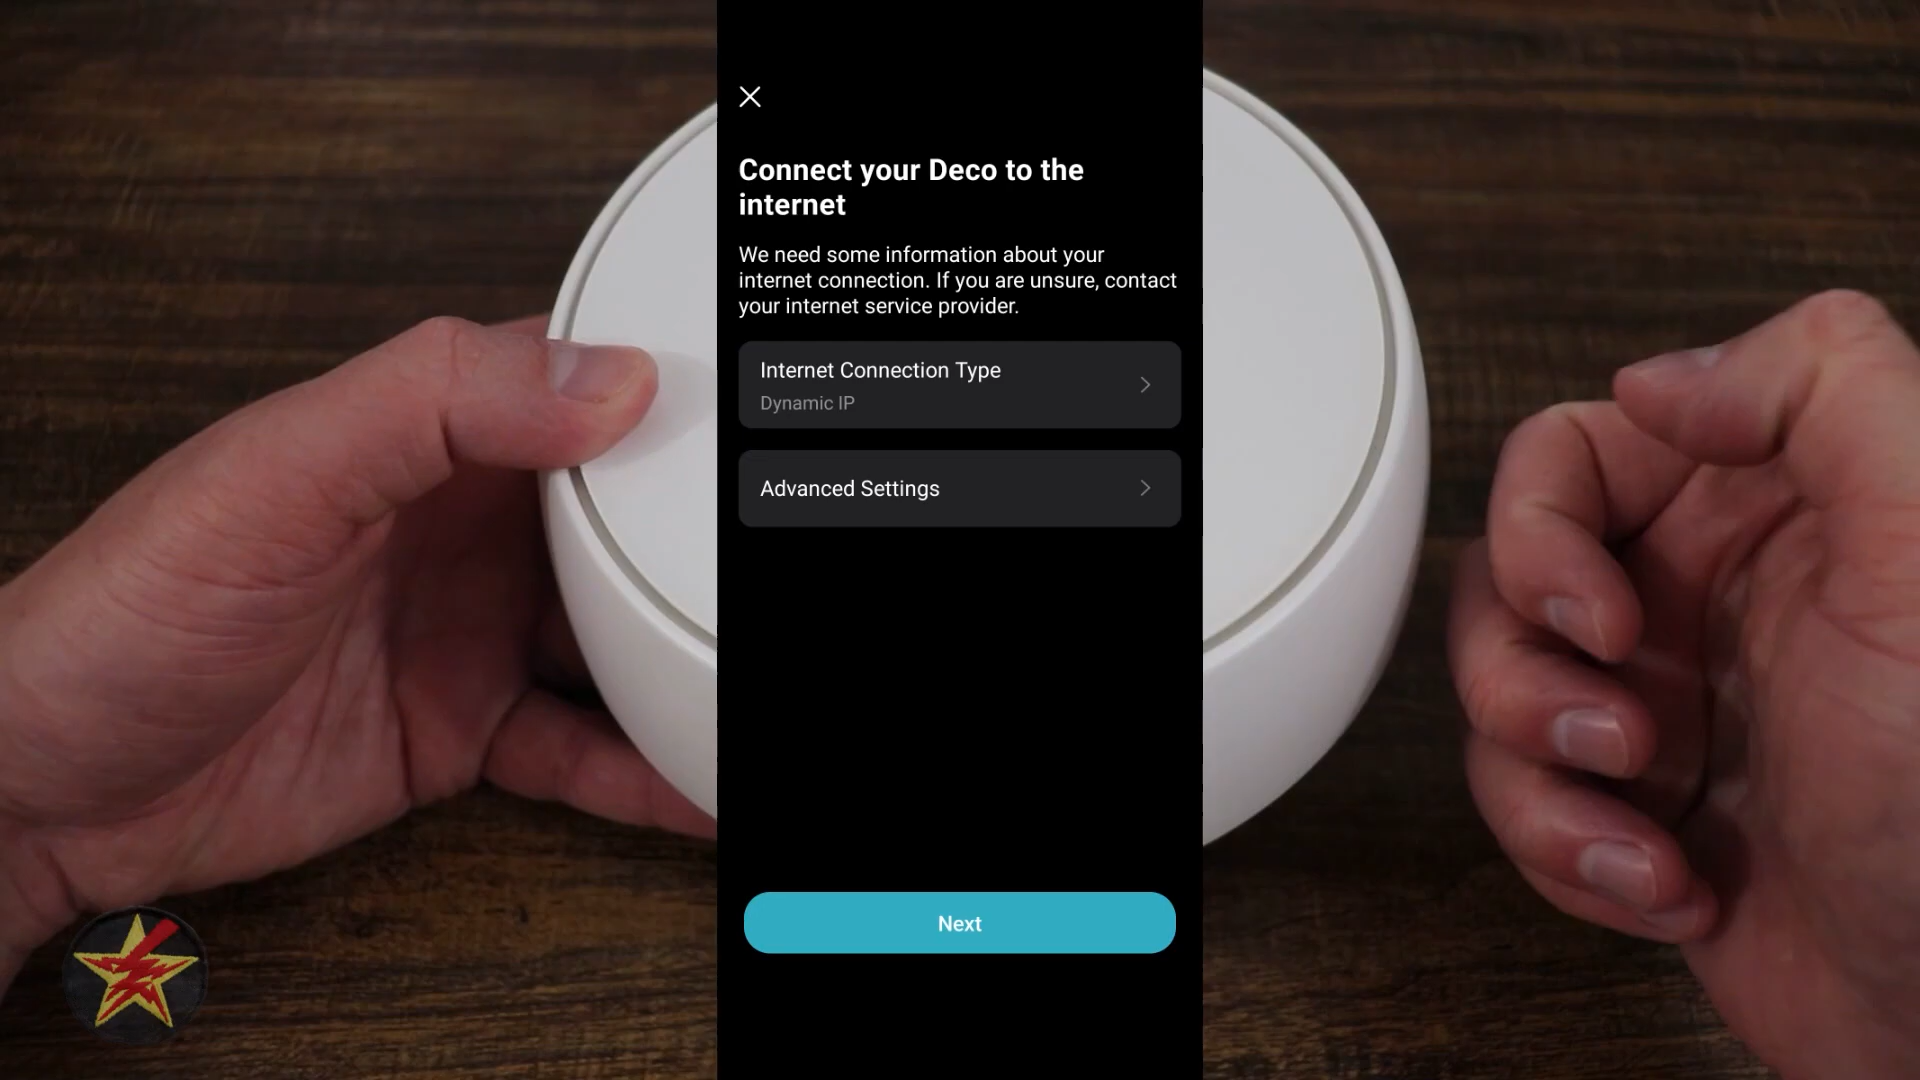 Connect your Deco to the
internet
We need some information about your
internet connection. If you are unsure, contact
your internet service provider.
Internet Connection Type
Dynamic IP
Advanced Settings
Next